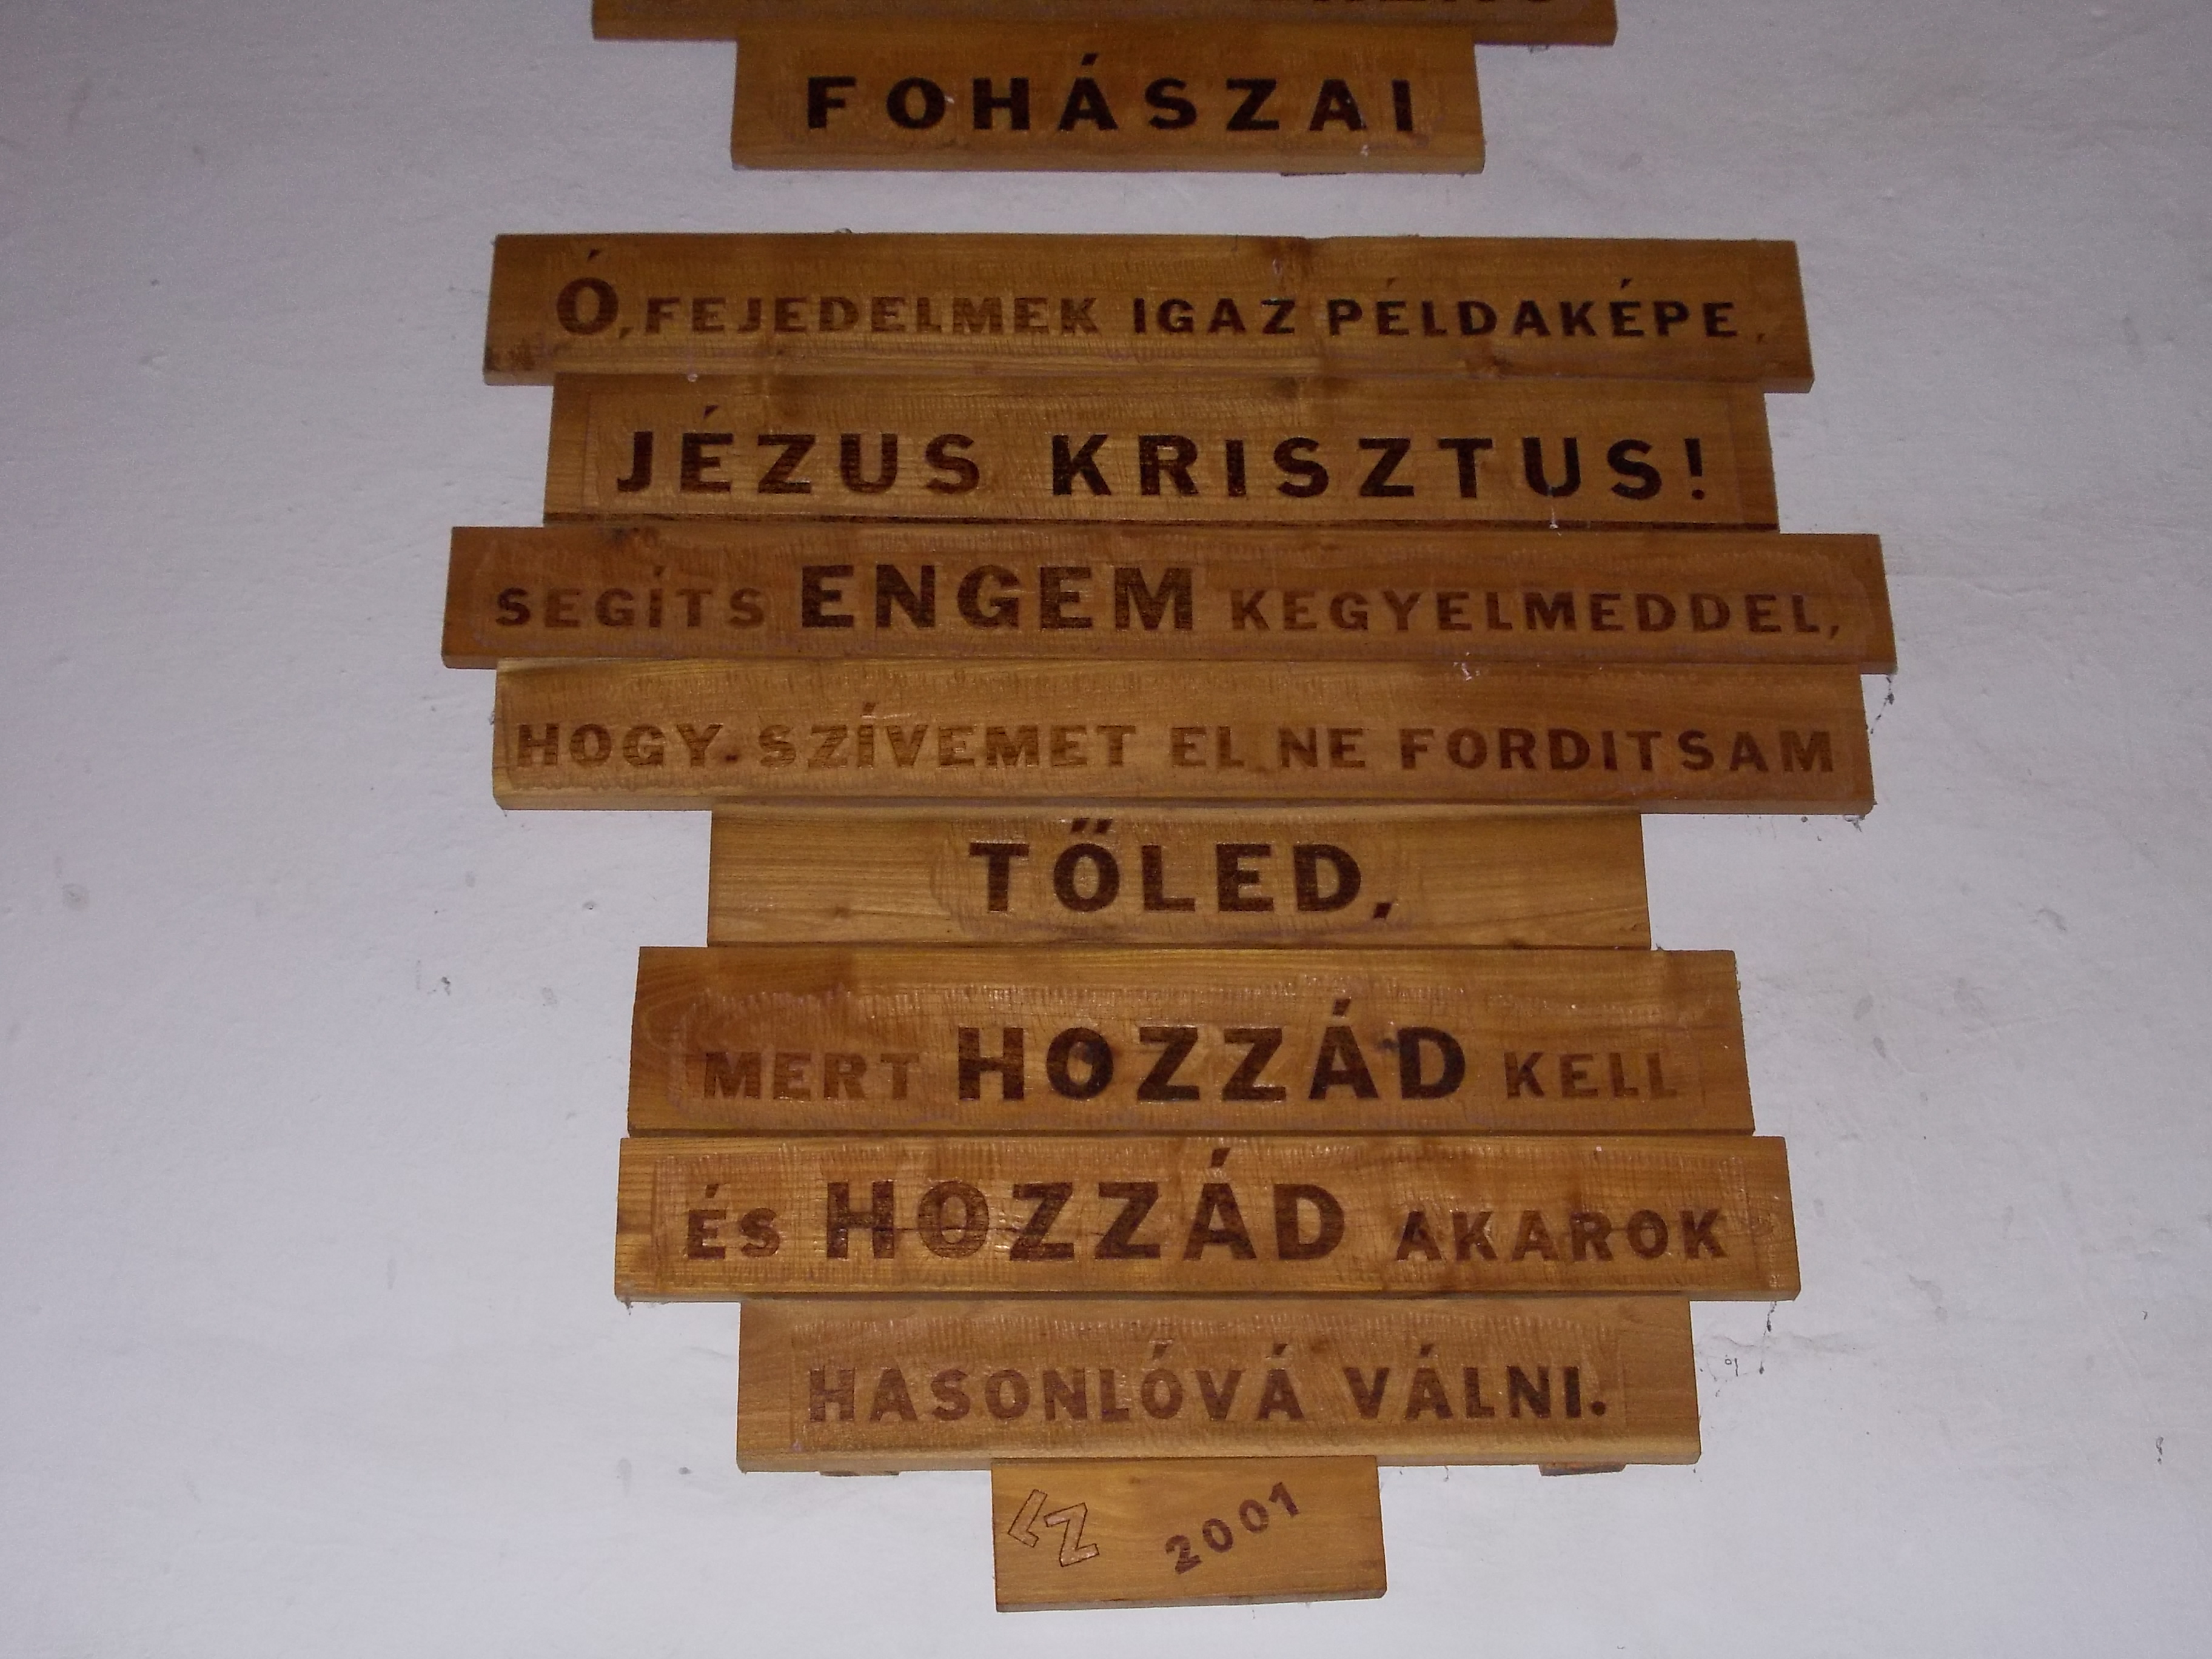 FOHÁSZAI
Ó, FEJEDELMEK IGAZ PÉLDAKÉPE,
JÉZUS KRISZTUS!
SEGÍTS ENGEM KEGYELMEDDEL,
HOGY SZÍVEMET EL NE FORDITSAM
TŐLED,
MERT HOZZÁD KELL
ÉS HOZZÁD AKAROK
HASONLÓVÁ VÁLNI.
2001